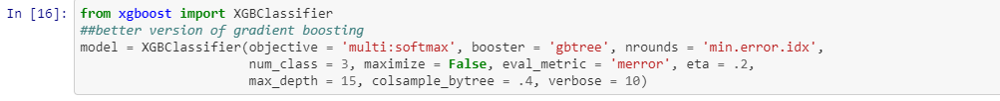 In [16]: from xgboost import XGBClassifier
##better version of gradient boosting
model = XGBClassifier(objective = 'multi:softmax', booster = 'gbtree', nrounds = 'min.error.idx',
num_class = 3, maximize = False, eval_metric = 'merror', eta = .2,
max_depth = 15, colsample_bytree = .4, verbose = 10)